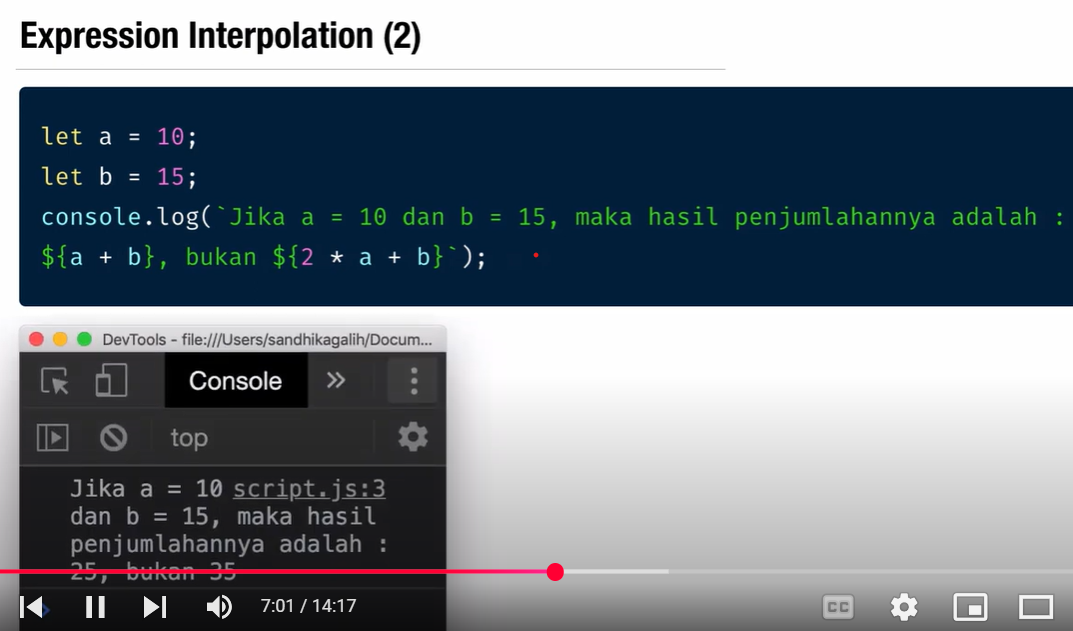 Expression Interpolation (2)
let a = 10;
let b = 15;
console.log(`Jika a = 10 dan b = 15, maka hasil penjumlahannya adalah :
${a + b}, bukan ${2 * a + b}`);
DevTools - file:///Users/sandhikagalih/Docum...
Console
top
Jika a = 10 script.js:3
dan b = 15, maka hasil
penjumlahannya adalah :
25, bukan 35
7:01 / 14:17
CC